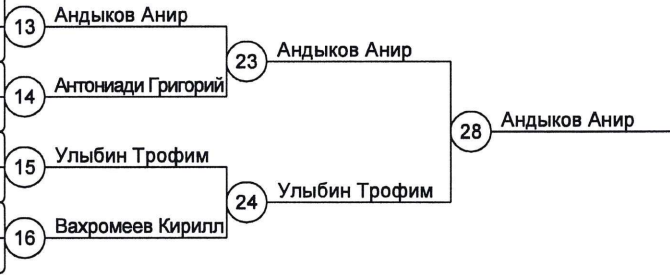 13 Андыков Анир
23 Андыков Анир
14 Антониади Григорий
28 Андыков Анир
15 Улыбин Трофим
24 Улыбин Трофим
16 Вахромеев Кирилл